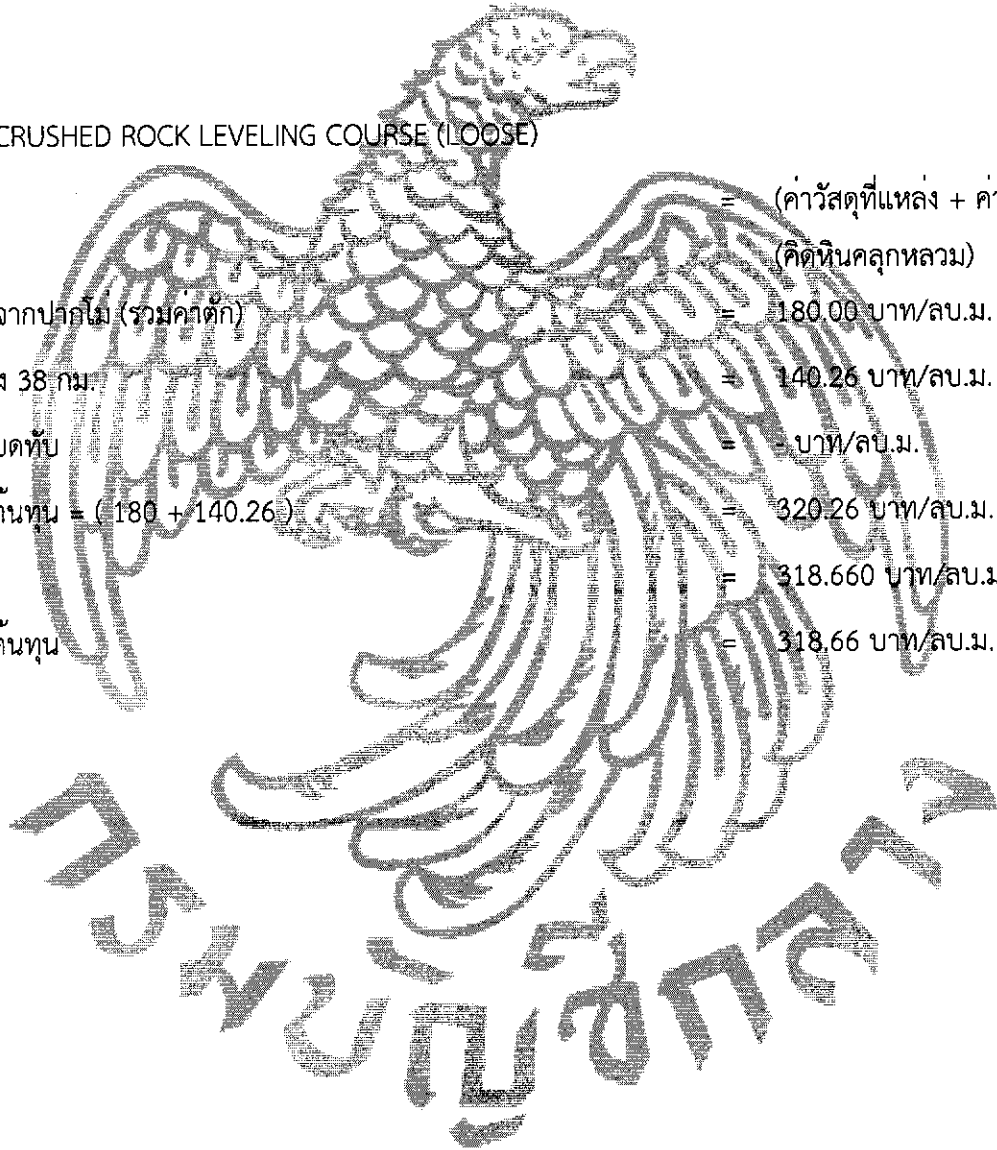 CRUSHED ROCK LEVELING COURSE (LOOSE)
= (ค่าวัสดุที่แหล่ง + ค่
(คิดหินคลุกหลวม)
จากปากโม่ (รวมค่าตัก) = 180.00 บาท/ลบ.ม.
ง 38 กม. = 140.26 บาท/ลบ.ม.
บดทับ = - บาท/ลบ.ม.
ต้นทุน = ( 180 + 140.26 ) = 320.26 บาท/ลบ.ม.
= 318.660 บาท/ลบ.ม
ต้นทุน = 318.66 บาท/ลบ.ม.
กรมบัญชีกลาง